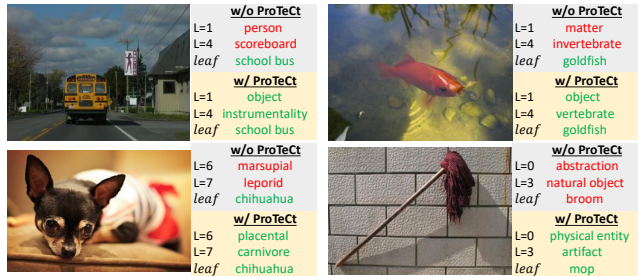 w/o ProTeCt
L=1 person
L=4 scoreboard
leaf school bus
w/ ProTeCt
L=1 object
L=4 instrumentality
leaf school bus
w/o ProTeCt
L=1 matter
L=4 invertebrate
leaf goldfish
w/ ProTeCt
L=1 object
L=4 vertebrate
leaf goldfish
w/o ProTeCt
L=6 marsupial
L=7 leporid
leaf chihuahua
w/ ProTeCt
L=6 placental
L=7 carnivore
leaf chihuahua
w/o ProTeCt
L=0 abstraction
L=3 natural object
leaf broom
w/ ProTeCt
L=0 physical entity
L=3 artifact
leaf mop